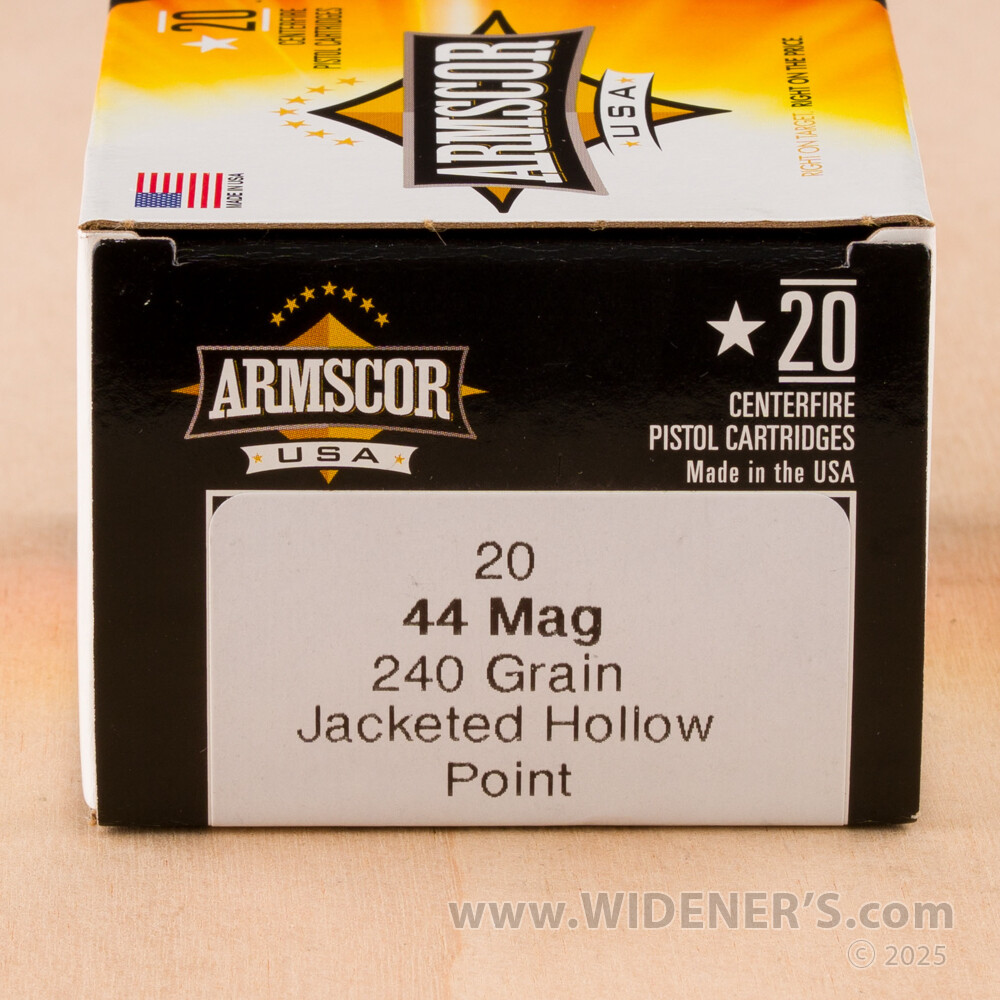 20
CENTERFIRE
PISTOL CARTRIDGES
ARMSCOR
USA
RIGHT ON TARGET. RIGHT ON THE PRICE
MADE IN USA
ARMSCOR
USA
20
CENTERFIRE
PISTOL CARTRIDGES
Made in the USA
20
44 Mag
240 Grain
Jacketed Hollow
Point
www.WIDENER'S.com
© 2025